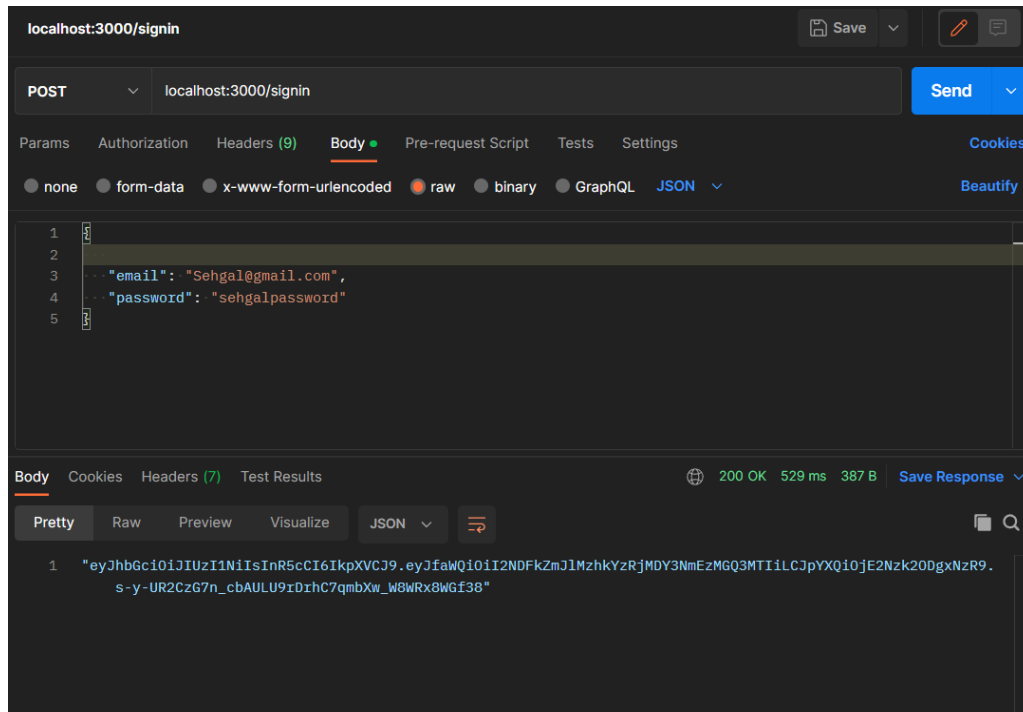 localhost:3000/signin Save
POST localhost:3000/signin Send
Params Authorization Headers (9) Body Pre-request Script Tests Settings Cookies
none form-data x-www-form-urlencoded raw binary GraphQL JSON Beautify
1 {
2
3 "email": "Sehgal@gmail.com",
4 "password": "sehgalpassword"
5 }
Body Cookies Headers (7) Test Results 200 OK 529 ms 387 B Save Response
Pretty Raw Preview Visualize JSON
1 "eyJhbGciOiJIUzI1NiIsInR5cCI6IkpXVCJ9.eyJfaWQiOiI2NDFkZmJlMzhkYzRjMDY3NmEzMGQ3MTIiLCJpYXQiOjE2Nzk2ODgxNzR9.
s-y-UR2CzG7n_cbAULU9rDrhC7qmbXw_W8WRx8WGf38"